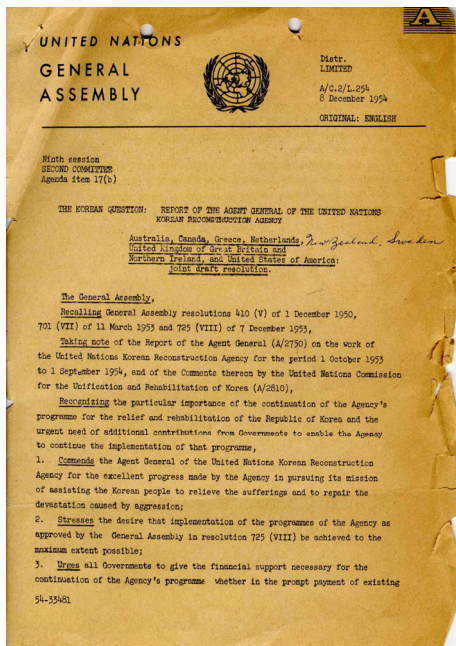 A
UNITED NATIONS
GENERAL
ASSEMBLY
Distr.
LIMITED
A/C.2/L.254
8 December 1954
ORIGINAL: ENGLISH
Ninth session
SECOND COMMITTEE
Agenda item 17(b)
THE KOREAN QUESTION: REPORT OF THE AGENT GENERAL OF THE UNITED NATIONS
KOREAN RECONSTRUCTION AGENCY
Australia, Canada, Greece, Netherlands, New Zealand, Sweden
United Kingdom of Great Britain and
Northern Ireland, and United States of America:
joint draft resolution.
The General Assembly,
Recalling General Assembly resolutions 410 (V) of 1 December 1950,
701 (VII) of 11 March 1953 and 725 (VIII) of 7 December 1953,
Taking note of the Report of the Agent General (A/2750) on the work of
the United Nations Korean Reconstruction Agency for the period 1 October 1953
to 1 September 1954, and of the Comments thereon by the United Nations Commission
for the Unification and Rehabilitation of Korea (A/2810),
Recognizing the particular importance of the continuation of the Agency's
programme for the relief and rehabilitation of the Republic of Korea and the
urgent need of additional contributions from Governments to enable the Agency
to continue the implementation of that programme,
1. Commends the Agent General of the United Nations Korean Reconstruction
Agency for the excellent progress made by the Agency in pursuing its mission
of assisting the Korean people to relieve the sufferings and to repair the
devastation caused by aggression;
2. Stresses the desire that implementation of the programmes of the Agency as
approved by the General Assembly in resolution 725 (VIII) be achieved to the
maximum extent possible;
3. Urges all Governments to give the financial support necessary for the
continuation of the Agency's programme whether in the prompt payment of existing
54-33481